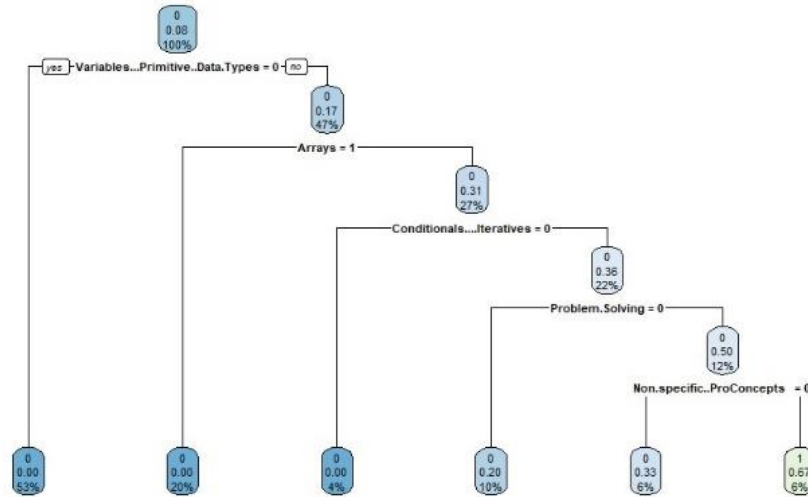 0
0.08
100%
yes Variables...Primitive..Data.Types = 0 no
0
0.17
47%
Arrays = 1
0
0.31
27%
Conditionals....Iteratives = 0
0
0.36
22%
Problem.Solving = 0
0
0.50
12%
Non.specific..ProConcepts = 0
0 0 0 0 0 1
0.00 0.00 0.00 0.20 0.33 0.67
53% 20% 4% 10% 6% 6%